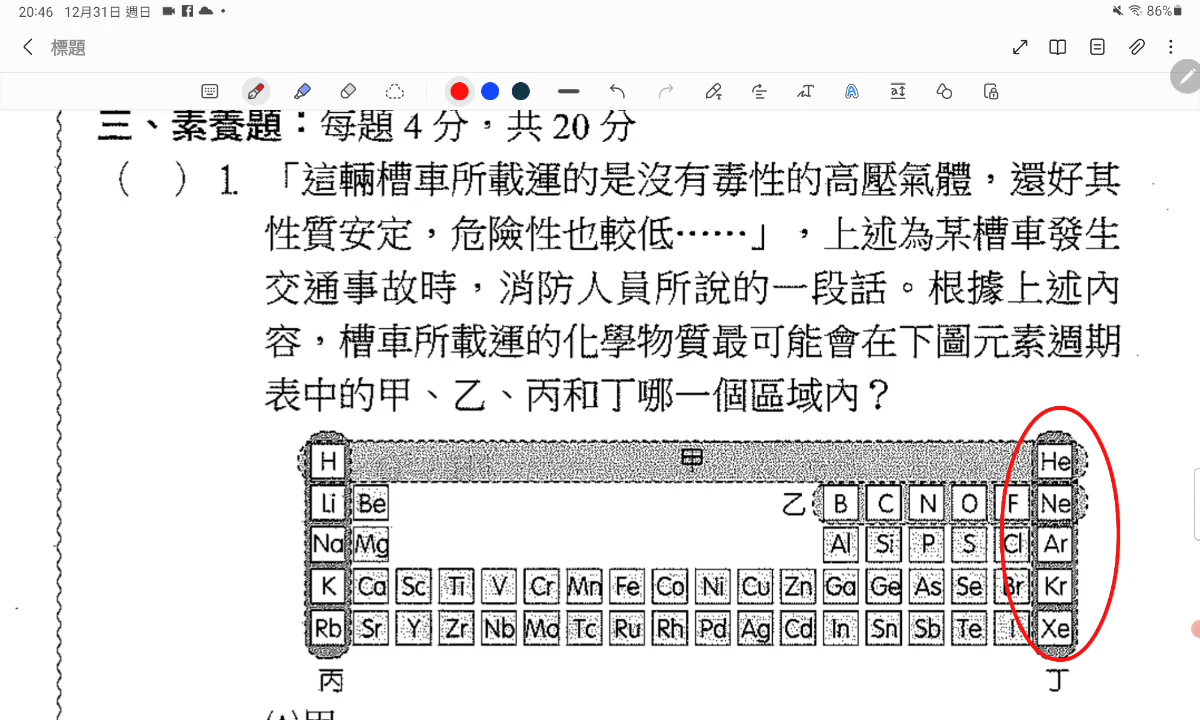 20:46 12月31日 週日
86%
標題
三、素養題：每題 4 分，共 20 分
（　）1. 「這輛槽車所載運的是沒有毒性的高壓氣體，還好其
性質安定，危險性也較低……」，上述為某槽車發生
交通事故時，消防人員所說的一段話。根據上述內
容，槽車所載運的化學物質最可能會在下圖元素週期
表中的甲、乙、丙和丁哪一個區域內？
H 甲 He
Li Be 乙 B C N O F Ne
Na Mg Al Si P S Cl Ar
K Ca Sc Ti V Cr Mn Fe Co Ni Cu Zn Ga Ge As Se Br Kr
Rb Sr Y Zr Nb Mo Tc Ru Rh Pd Ag Cd In Sn Sb Te I Xe
丙 丁
(A)甲